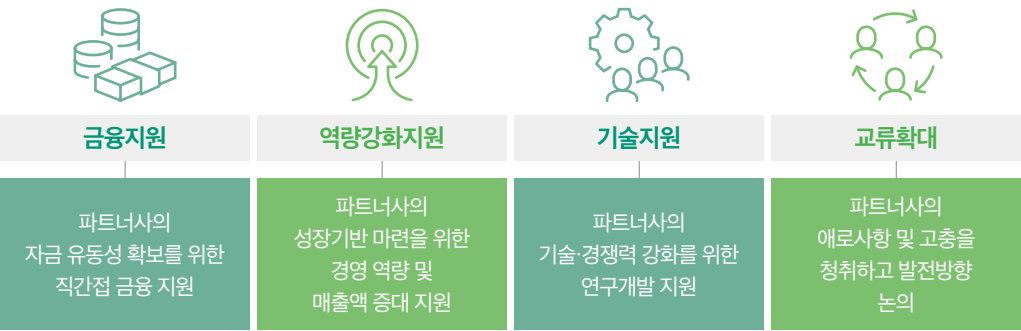 금융지원
역량강화지원
기술지원
교류확대
파트너사의
자금 유동성 확보를 위한
직간접 금융 지원
파트너사의
성장기반 마련을 위한
경영 역량 및
매출액 증대 지원
파트너사의
기술·경쟁력 강화를 위한
연구개발 지원
파트너사의
애로사항 및 고충을
청취하고 발전방향
논의